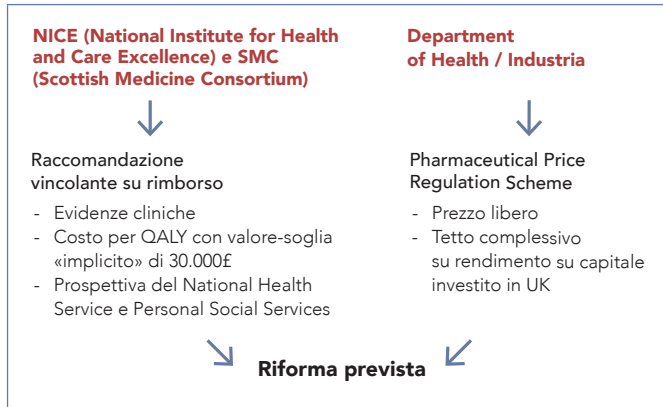 NICE (National Institute for Health
and Care Excellence) e SMC
(Scottish Medicine Consortium)
Raccomandazione
vincolante su rimborso
- Evidenze cliniche
- Costo per QALY con valore-soglia
«implicito» di 30.000£
- Prospettiva del National Health
Service e Personal Social Services
Department
of Health / Industria
Pharmaceutical Price
Regulation Scheme
- Prezzo libero
- Tetto complessivo
su rendimento su capitale
investito in UK
Riforma prevista